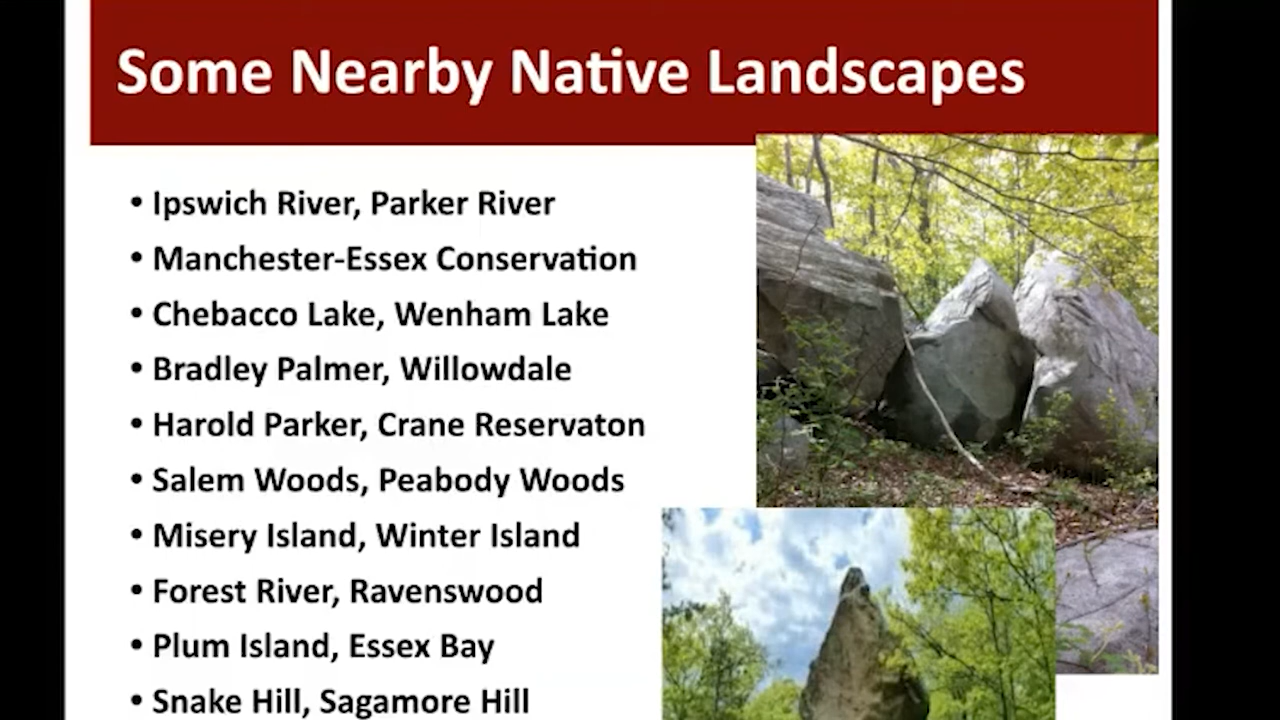 Some Nearby Native Landscapes
• Ipswich River, Parker River
• Manchester-Essex Conservation
• Chebacco Lake, Wenham Lake
• Bradley Palmer, Willowdale
• Harold Parker, Crane Reservaton
• Salem Woods, Peabody Woods
• Misery Island, Winter Island
• Forest River, Ravenswood
• Plum Island, Essex Bay
• Snake Hill, Sagamore Hill